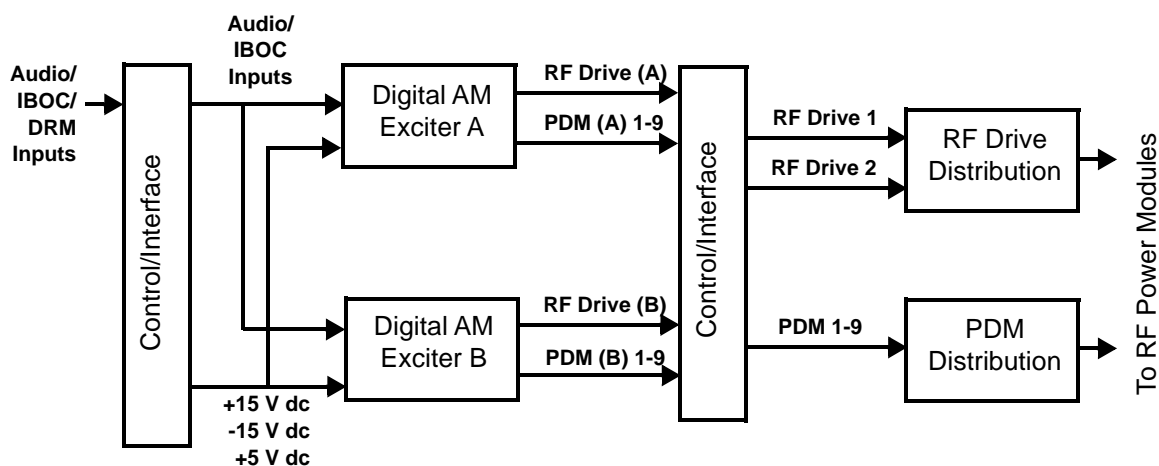 Audio/
IBOC/
DRM
Inputs
Control/Interface
Audio/
IBOC
Inputs
+15 V dc
-15 V dc
+5 V dc
Digital AM
Exciter A
Digital AM
Exciter B
RF Drive (A)
PDM (A) 1-9
RF Drive (B)
PDM (B) 1-9
Control/Interface
RF Drive 1
RF Drive 2
PDM 1-9
RF Drive
Distribution
PDM
Distribution
To RF Power Modules